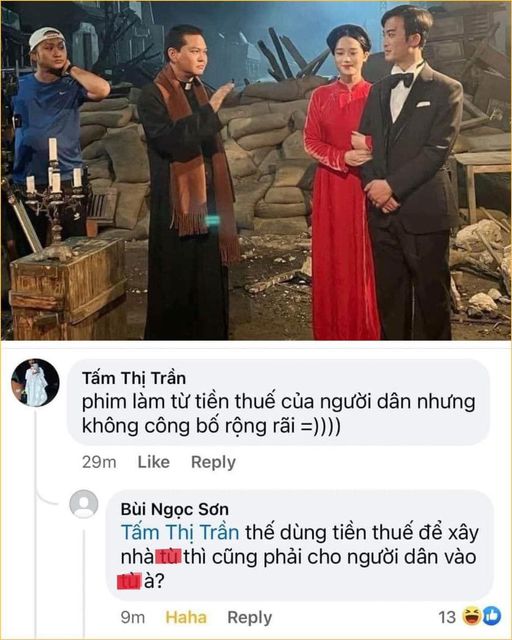 Tấm Thị Trần
phim làm từ tiền thuế của người dân nhưng
không công bố rộng rãi =))))
29m Like Reply
Bùi Ngọc Sơn
Tấm Thị Trần thế dùng tiền thuế để xây
nhà tù thì cũng phải cho người dân vào
tù à?
9m Haha Reply 13